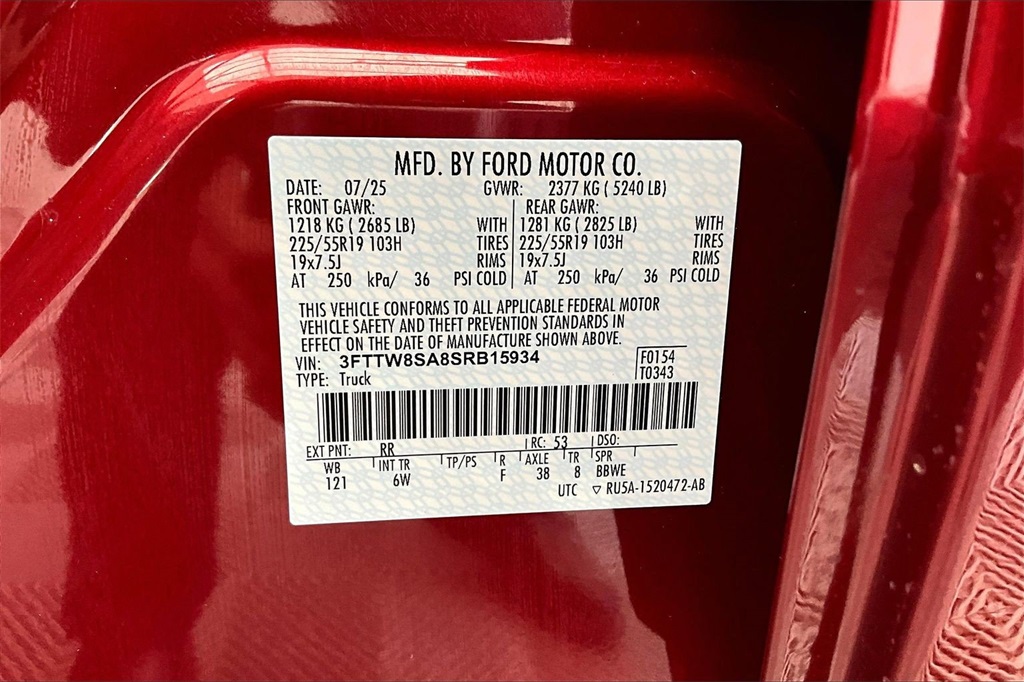 MFD. BY FORD MOTOR CO.
DATE: 07/25 GVWR: 2377 KG ( 5240 LB)
FRONT GAWR: REAR GAWR:
1218 KG ( 2685 LB) WITH 1281 KG ( 2825 LB) WITH
225/55R19 103H TIRES 225/55R19 103H TIRES
19x7.5J RIMS 19x7.5J RIMS
AT 250 kPa/ 36 PSI COLD AT 250 kPa/ 36 PSI COLD
THIS VEHICLE CONFORMS TO ALL APPLICABLE FEDERAL MOTOR
VEHICLE SAFETY AND THEFT PREVENTION STANDARDS IN
EFFECT ON THE DATE OF MANUFACTURE SHOWN ABOVE.
VIN: 3FTTW8SA8SRB15934 F0154
TYPE: Truck T0343
EXT PNT: RR RC: 53 DSO:
WB INT TR TP/PS R AXLE TR SPR
121 6W F 38 8 BBWE
UTC ▽ RU5A-1520472-AB